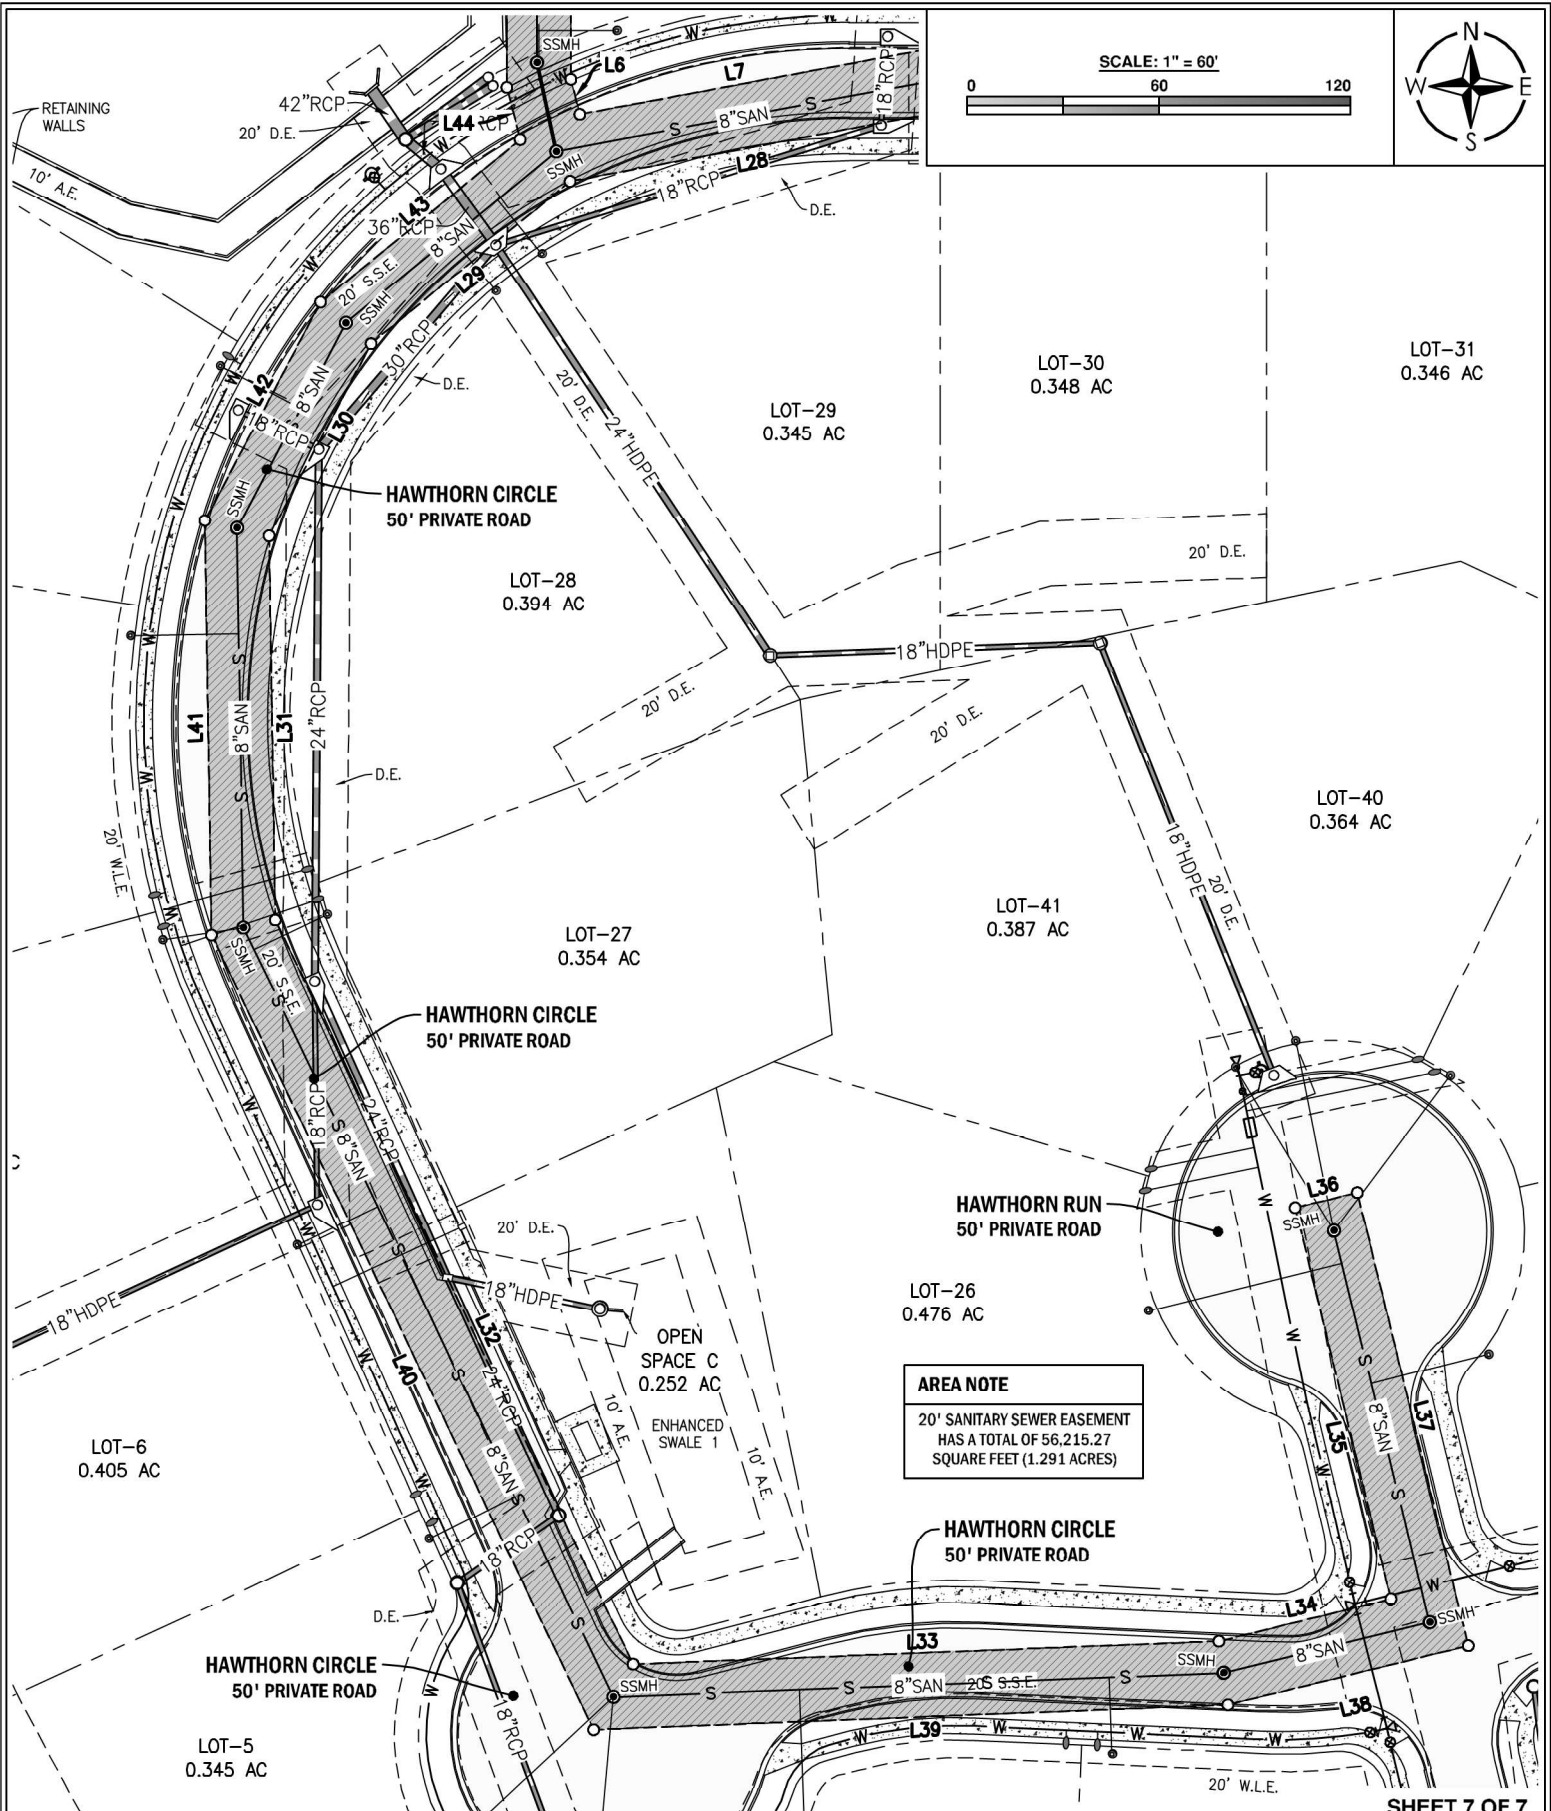 SCALE: 1" = 60'
0 60 120
N
W E
S
SSMH
L6
W
L7
18"RCP
S
8"SAN
RETAINING
WALLS
42"RCP
20' D.E.
L44
W
SSMH
L28
10' A.E.
18"RCP
D.E.
L43
36"RCP
8"SAN
W
20' S.S.E.
L29
SSMH
30"RCP
W
L42
8"SAN
D.E.
18"RCP
L30
20' D.E.
24"HDPE
LOT-29
0.345 AC
LOT-30
0.348 AC
LOT-31
0.346 AC
HAWTHORN CIRCLE
50' PRIVATE ROAD
W
SSMH
LOT-28
0.394 AC
20' D.E.
W
S
18"HDPE
L41
8"SAN
L31
24"RCP
20' D.E.
20' D.E.
W
S
D.E.
LOT-40
0.364 AC
20' W.L.E.
18"HDPE
20' D.E.
W
SSMH
20' S.S.E.
S
LOT-27
0.354 AC
LOT-41
0.387 AC
HAWTHORN CIRCLE
50' PRIVATE ROAD
W
18"RCP
S
8"SAN
24"RCP
W
S
L36
HAWTHORN RUN
50' PRIVATE ROAD
SSMH
W
20' D.E.
18"HDPE
18"HDPE
L32
OPEN
SPACE C
0.252 AC
LOT-26
0.476 AC
W
W
S
L40
S
24"RCP
AREA NOTE
20' SANITARY SEWER EASEMENT
HAS A TOTAL OF 56,215.27
SQUARE FEET (1.291 ACRES)
ENHANCED
SWALE 1
10' A.E.
10' A.E.
L35
8"SAN
L37
LOT-6
0.405 AC
8"SAN
W
S
W
S
18"RCP
HAWTHORN CIRCLE
50' PRIVATE ROAD
D.E.
S
L34
W
SSMH
L33
HAWTHORN CIRCLE
50' PRIVATE ROAD
W
8"RCP
SSMH
S
S
8"SAN
20' S.S.E.
S
SSMH
8"SAN
L38
W
L39
W
W
W
LOT-5
0.345 AC
20' W.L.E.
SHEET 7 OF 7